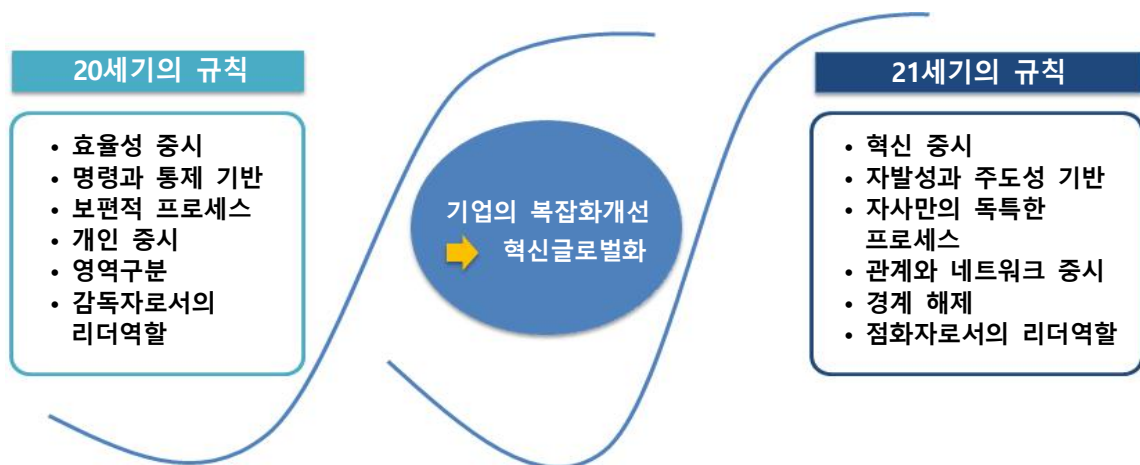 20세기의 규칙
• 효율성 중시
• 명령과 통제 기반
• 보편적 프로세스
• 개인 중시
• 영역구분
• 감독자로서의
리더역할
기업의 복잡화개선
혁신글로벌화
21세기의 규칙
• 혁신 중시
• 자발성과 주도성 기반
• 자사만의 독특한
프로세스
• 관계와 네트워크 중시
• 경계 해제
• 점화자로서의 리더역할